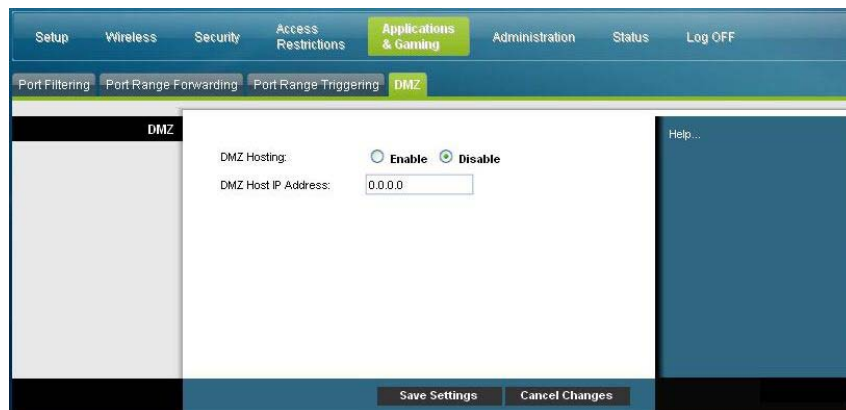 Setup Wireless Security Access Restrictions Applications & Gaming Administration Status Log OFF
Port Filtering Port Range Forwarding Port Range Triggering DMZ
DMZ
DMZ Hosting: Enable Disable
DMZ Host IP Address: 0.0.0.0
Help...
Save Settings Cancel Changes